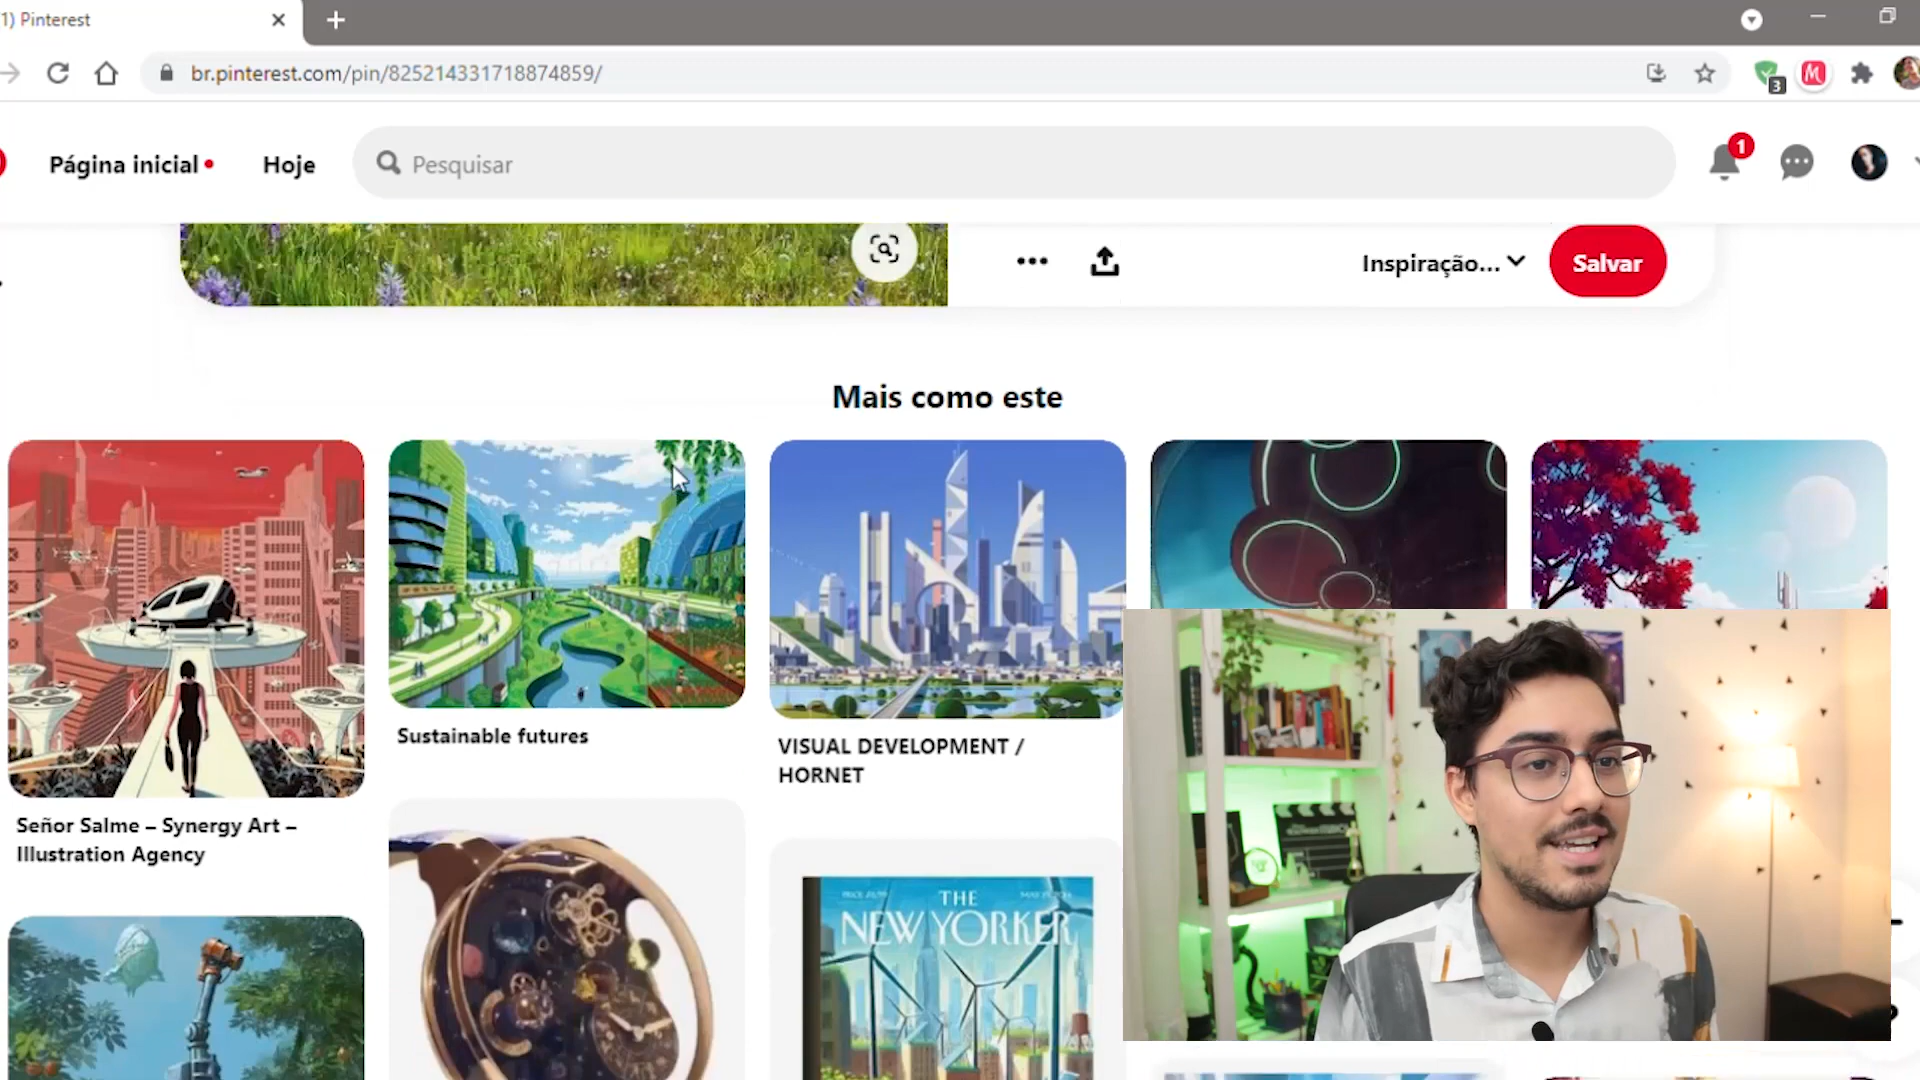 1) Pinterest
br.pinterest.com/pin/825214331718874859/
3
M
Página inicial
Hoje
Pesquisar
1
Inspiração...
Salvar
Mais como este
Sustainable futures
VISUAL DEVELOPMENT /
HORNET
Señor Salme – Synergy Art –
Illustration Agency
THE
NEW YORKER